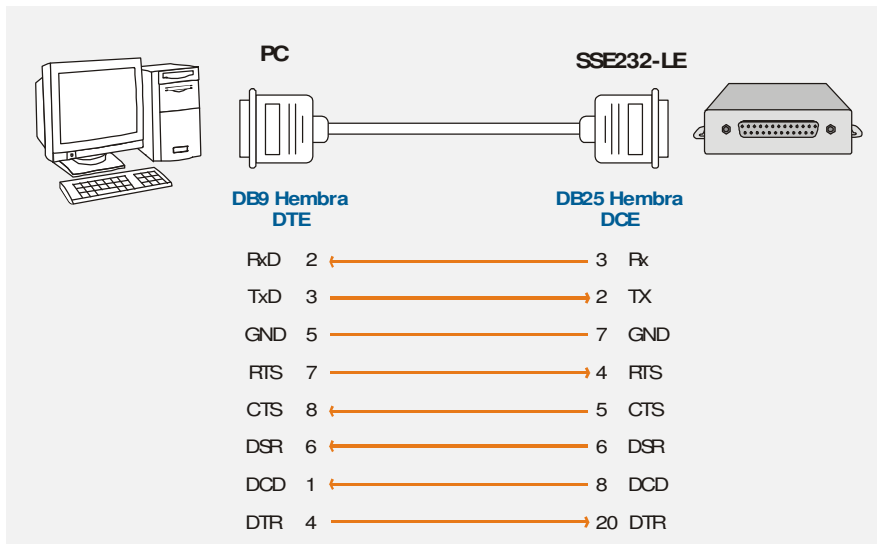 PC SSE232-LE
DB9 Hembra DB25 Hembra
DTE DCE
RxD 2 3 Rx
TxD 3 2 TX
GND 5 7 GND
RTS 7 4 RTS
CTS 8 5 CTS
DSR 6 6 DSR
DCD 1 8 DCD
DTR 4 20 DTR